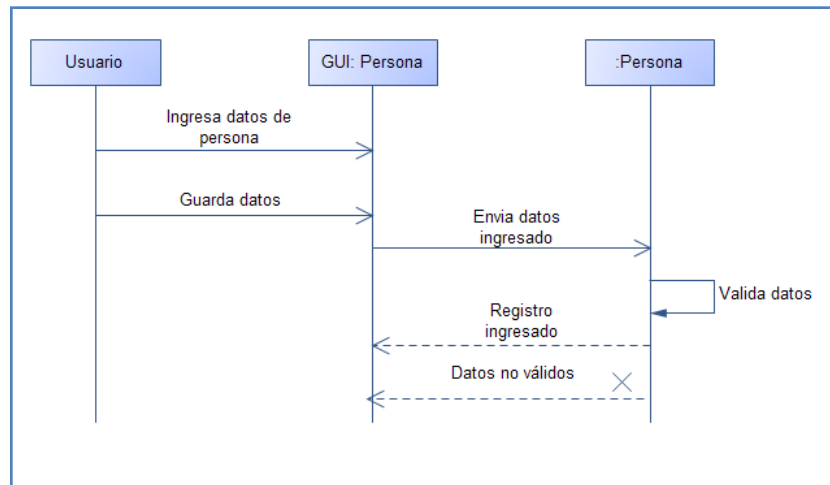 Usuario
GUI: Persona
:Persona
Ingresa datos de
persona
Guarda datos
Envia datos
ingresado
Valida datos
Registro
ingresado
Datos no válidos